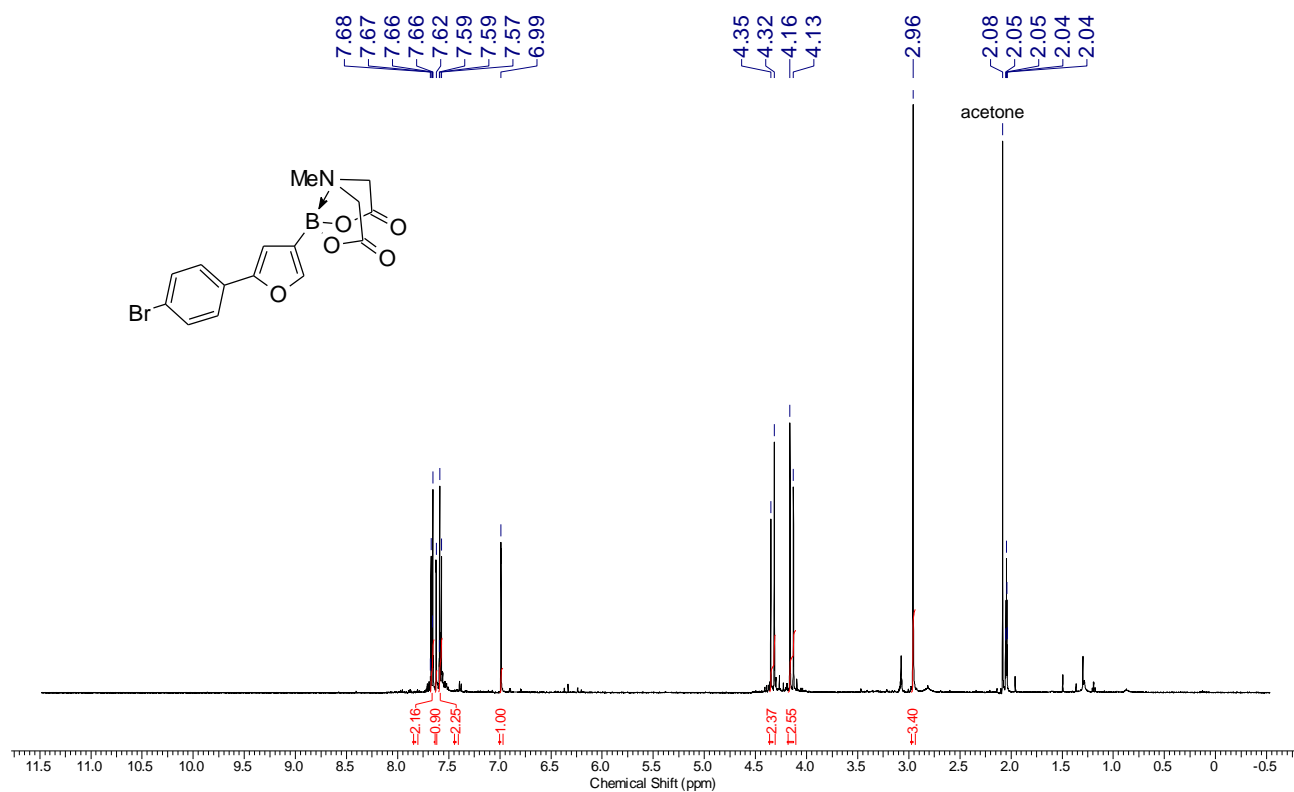 7.68 7.67 7.66 7.66 7.62 7.59 7.59 7.57 6.99 4.35 4.32 4.16 4.13 2.96 2.08 2.05 2.05 2.04 2.04
acetone
MeN
B O O
O O
O
Br
2.16 0.90 2.25 1.00 2.37 2.55 3.40
11.5 11.0 10.5 10.0 9.5 9.0 8.5 8.0 7.5 7.0 6.5 6.0 5.5 5.0 4.5 4.0 3.5 3.0 2.5 2.0 1.5 1.0 0.5 0 -0.5
Chemical Shift (ppm)